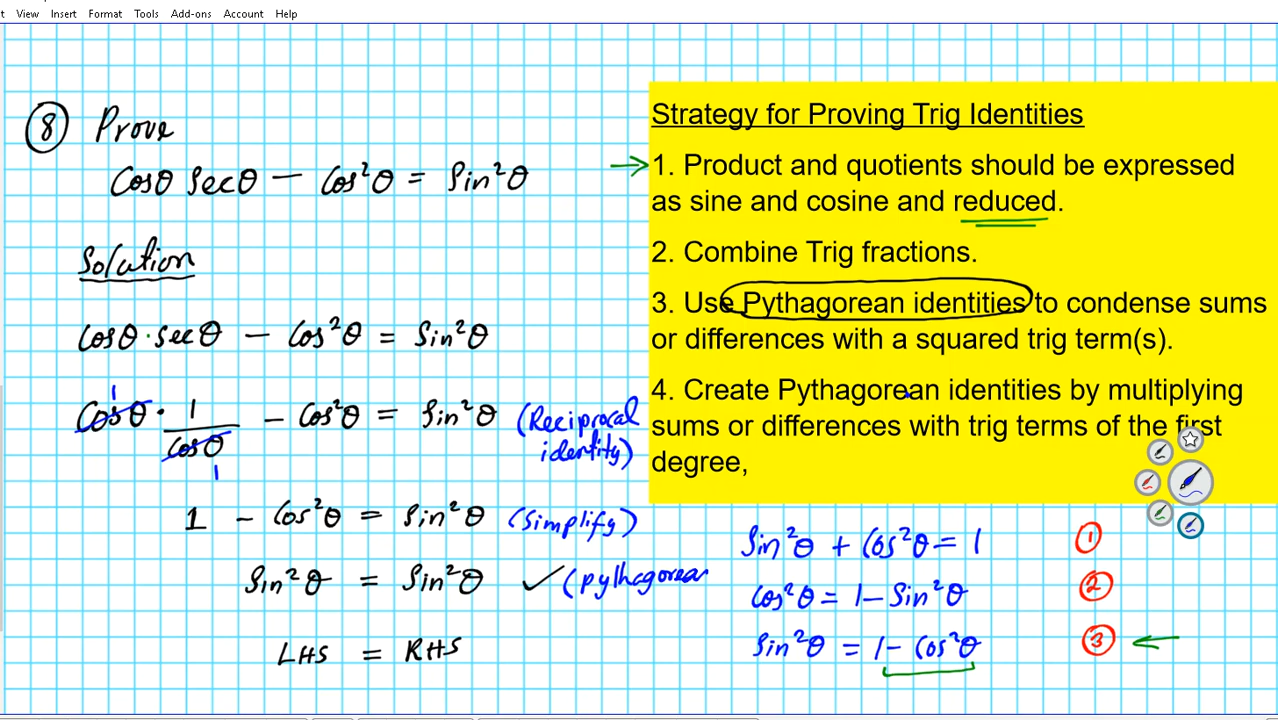 View Insert Format Tools Add-ons Account Help
⑧ Prove
Cosθ Secθ − Cos²θ = Sin²θ
Solution
Cosθ · Secθ − Cos²θ = Sin²θ
1
Cosθ · 1/Cosθ − Cos²θ = Sin²θ (Reciprocal
identity)
1
1 − Cos²θ = Sin²θ (Simplify)
Sin²θ = Sin²θ ✓ (pythagorean
LHS = RHS
Strategy for Proving Trig Identities
→ 1. Product and quotients should be expressed
as sine and cosine and reduced.
2. Combine Trig fractions.
3. Use Pythagorean identities to condense sums
or differences with a squared trig term(s).
4. Create Pythagorean identities by multiplying
sums or differences with trig terms of the first
degree,
Sin²θ + Cos²θ = 1 ①
Cos²θ = 1 − Sin²θ ②
Sin²θ = 1 − Cos²θ ③ ←